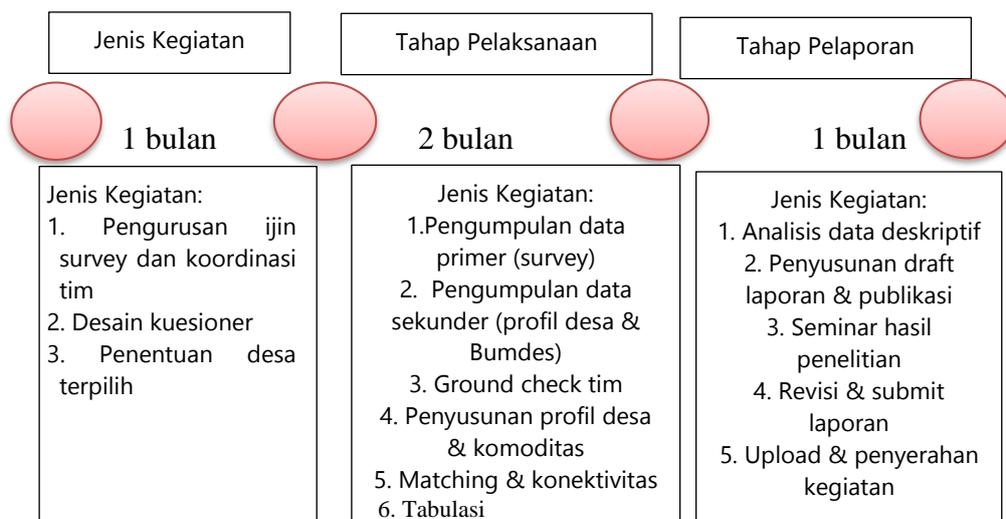 Jenis Kegiatan
Tahap Pelaksanaan
Tahap Pelaporan
1 bulan
2 bulan
1 bulan
Jenis Kegiatan:
1. Pengurusan ijin
survey dan koordinasi
tim
2. Desain kuesioner
3. Penentuan desa
terpilih
Jenis Kegiatan:
1.Pengumpulan data
primer (survey)
2. Pengumpulan data
sekunder (profil desa &
Bumdes)
3. Ground check tim
4. Penyusunan profil desa
& komoditas
5. Matching & konektivitas
6. Tabulasi
Jenis Kegiatan:
1. Analisis data deskriptif
2. Penyusunan draft
laporan & publikasi
3. Seminar hasil
penelitian
4. Revisi & submit
laporan
5. Upload & penyerahan
kegiatan